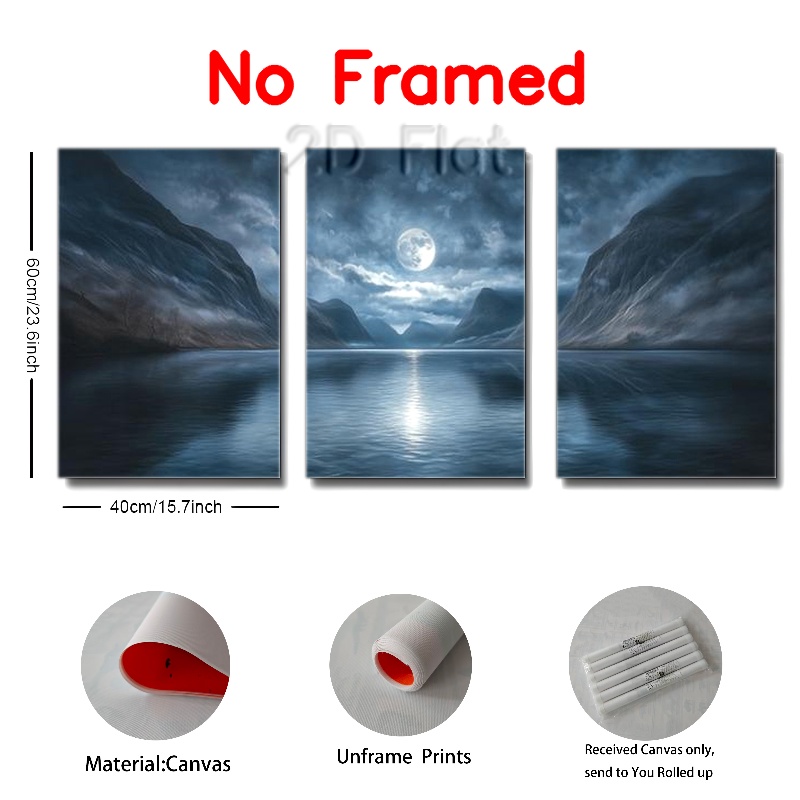 No Framed
2D Flat
60cm/23.6inch
40cm/15.7inch
Material:Canvas
Unframe Prints
Received Canvas only,
send to You Rolled up